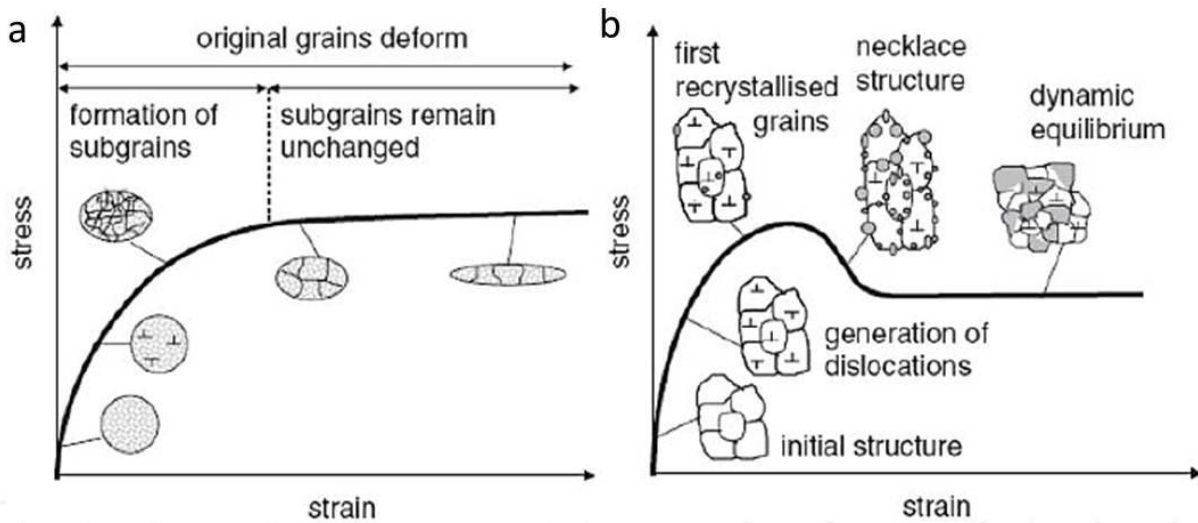 a
original grains deform
formation of
subgrains
subgrains remain
unchanged
stress
strain
b
first
recrystallised
grains
necklace
structure
dynamic
equilibrium
generation of
dislocations
initial structure
stress
strain